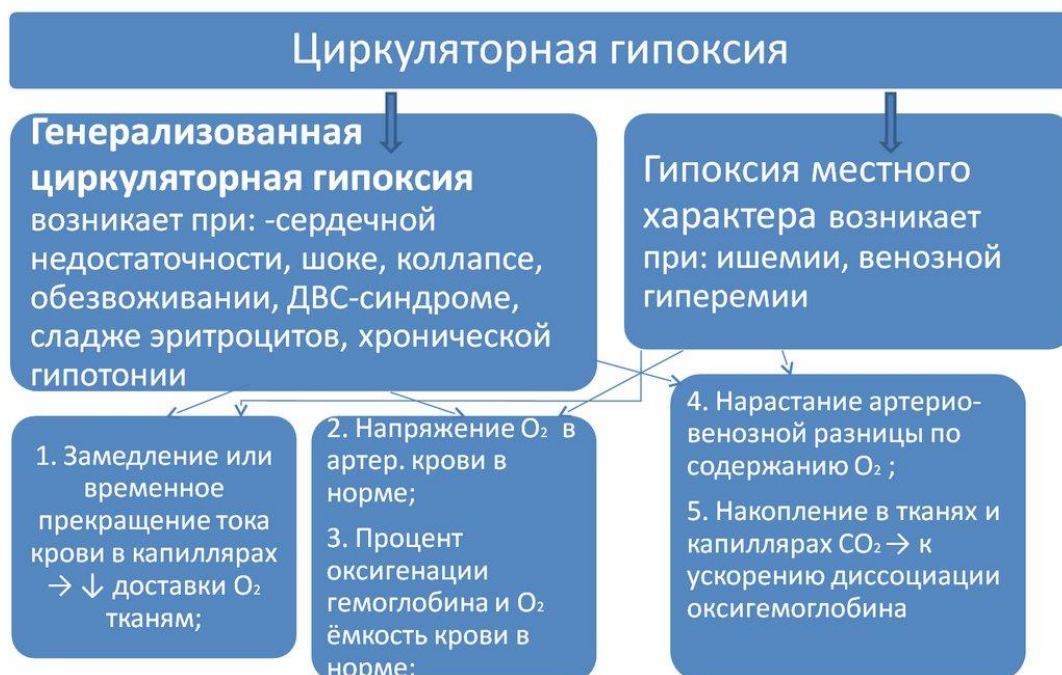 Циркуляторная гипоксия
Генерализованная
циркуляторная гипоксия
возникает при: -сердечной
недостаточности, шоке, коллапсе,
обезвоживании, ДВС-синдроме,
сладже эритроцитов, хронической
гипотонии
Гипоксия местного
характера возникает
при: ишемии, венозной
гиперемии
1. Замедление или
временное
прекращение тока
крови в капиллярах
→ ↓ доставки O₂
тканям;
2. Напряжение O₂ в
артер. крови в
норме;
3. Процент
оксигенации
гемоглобина и O₂
ёмкость крови в
норме;
4. Нарастание артерио-
венозной разницы по
содержанию O₂ ;
5. Накопление в тканях и
капиллярах CO₂ → к
ускорению диссоциации
оксигемоглобина